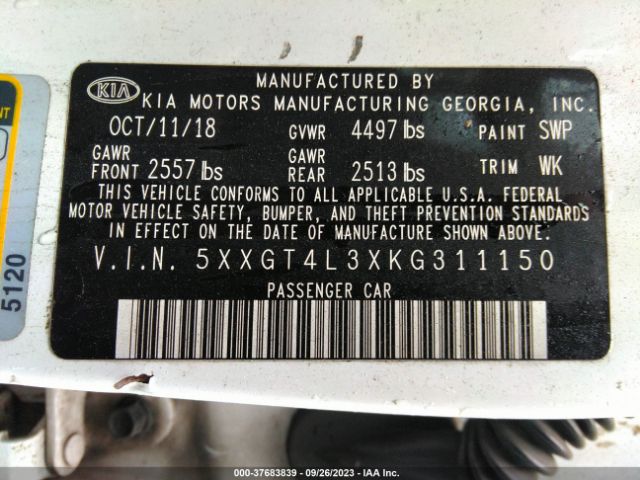 MANUFACTURED BY
KIA KIA MOTORS MANUFACTURING GEORGIA, INC.
OCT/11/18 GVWR 4497 lbs PAINT SWP
GAWR FRONT 2557 lbs GAWR REAR 2513 lbs TRIM WK
THIS VEHICLE CONFORMS TO ALL APPLICABLE U.S.A. FEDERAL
MOTOR VEHICLE SAFETY, BUMPER, AND THEFT PREVENTION STANDARDS
IN EFFECT ON THE DATE OF MANUFACTURE SHOWN ABOVE.
V.I.N. 5XXGT4L3XKG311150
PASSENGER CAR
5120
000-37683839 - 09/26/2023 - IAA Inc.